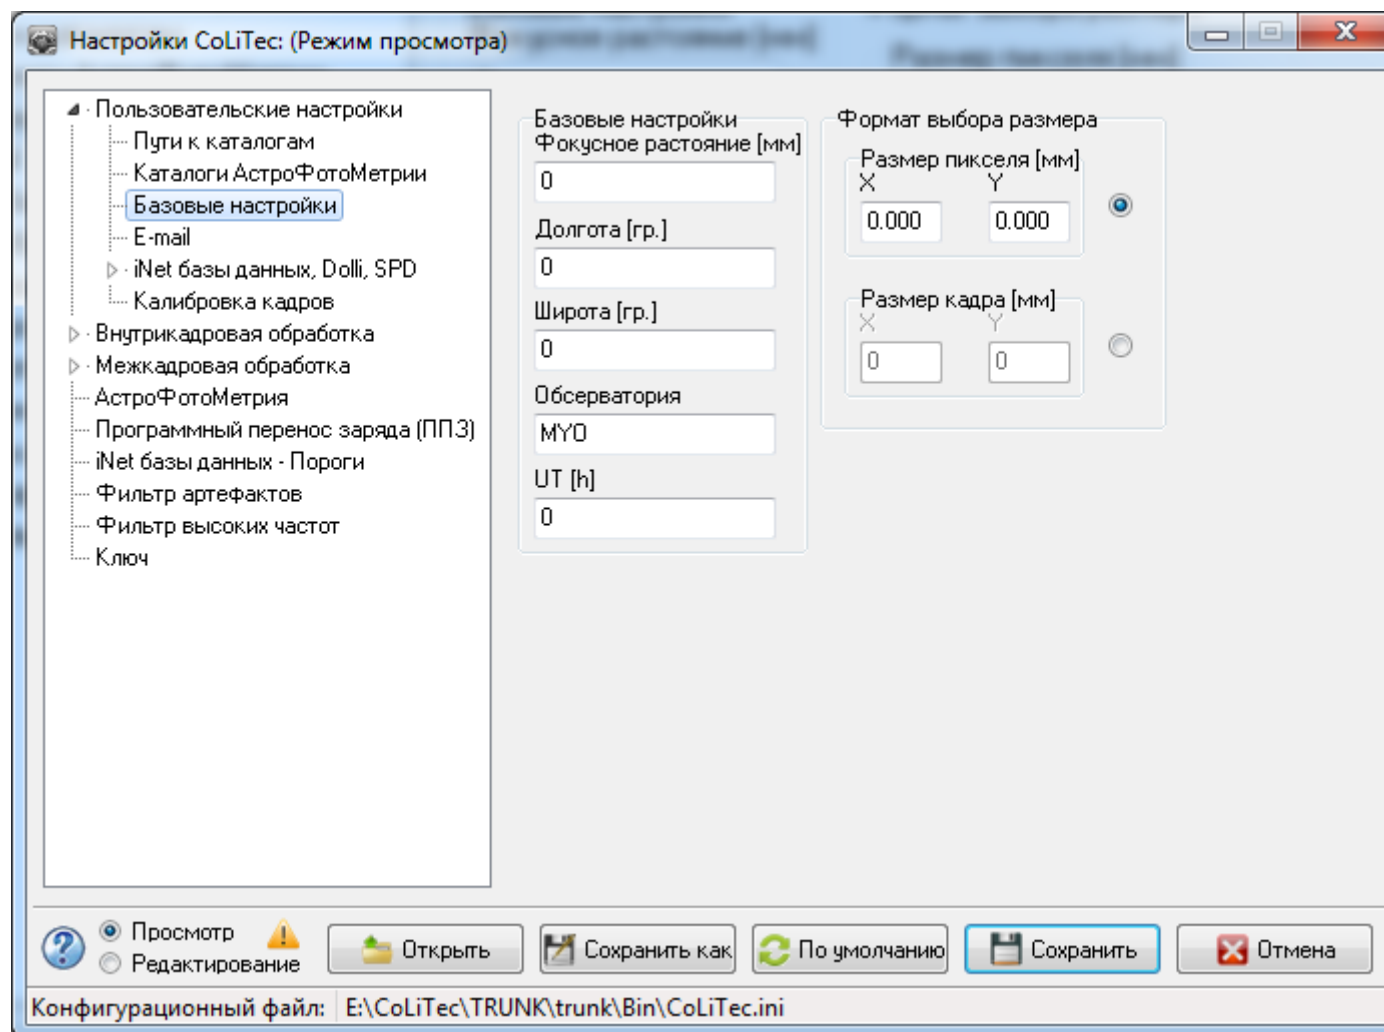 Настройки CoLiTec: (Режим просмотра)
Пользовательские настройки
Пути к каталогам
Каталоги АстроФотоМетрии
Базовые настройки
E-mail
iNet базы данных, Dolli, SPD
Калибровка кадров
Внутрикадровая обработка
Межкадровая обработка
АстроФотоМетрия
Программный перенос заряда (ППЗ)
iNet базы данных - Пороги
Фильтр артефактов
Фильтр высоких частот
Ключ
Базовые настройки
Фокусное растояние [мм]
0
Долгота [гр.]
0
Широта [гр.]
0
Обсерватория
MYO
UT [h]
0
Формат выбора размера
Размер пикселя [мм]
X Y
0.000 0.000
Размер кадра [мм]
X Y
0 0
Просмотр
Редактирование
Открыть
Сохранить как
По умолчанию
Сохранить
Отмена
Конфигурационный файл: E:\CoLiTec\TRUNK\trunk\Bin\CoLiTec.ini